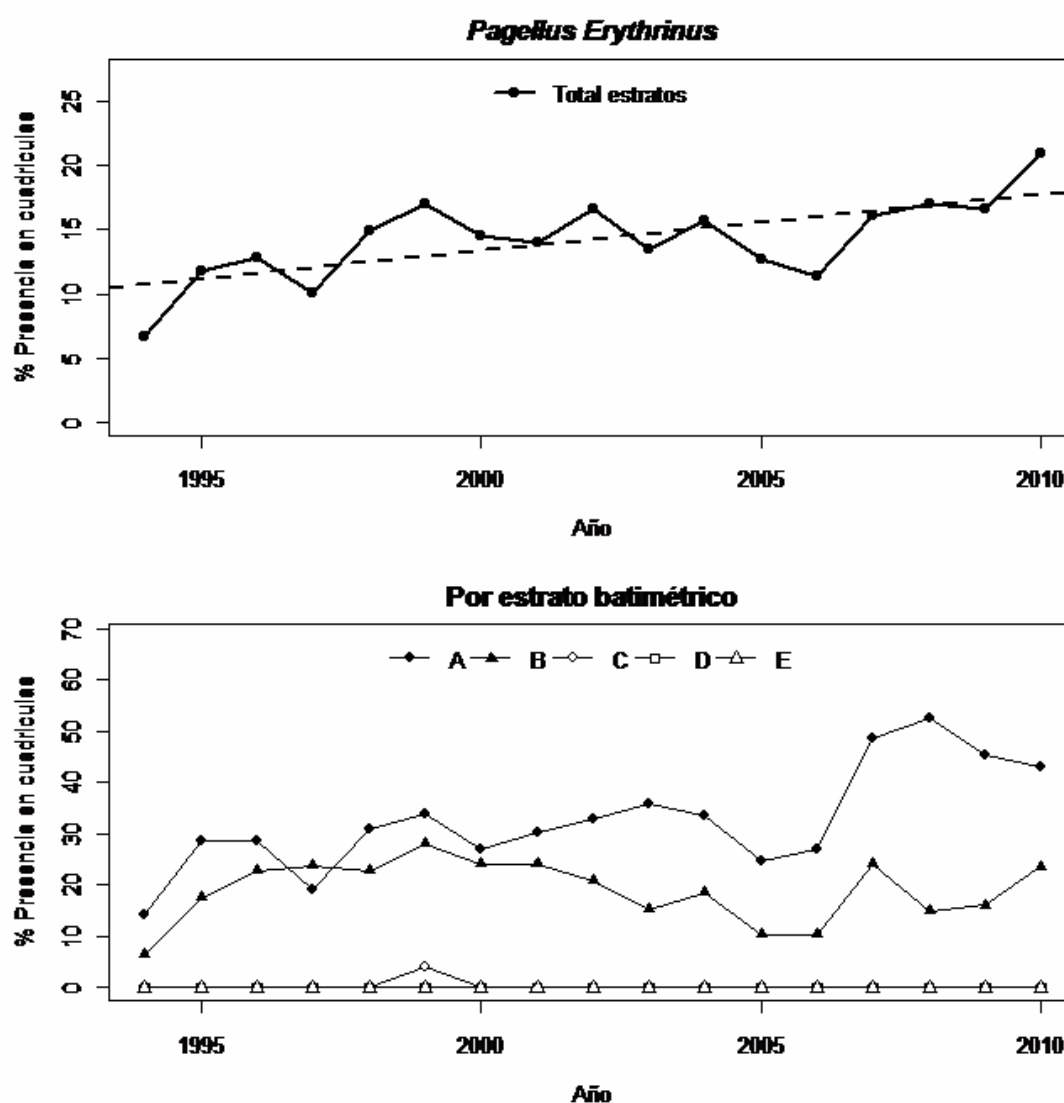 Pagellus Erythrinus
Total estratos
% Presencia en cuadrículas
25
20
15
10
5
0
1995 2000 2005 2010
Año
Por estrato batimétrico
A B C D E
% Presencia en cuadrículas
70
60
50
40
30
20
10
0
1995 2000 2005 2010
Año